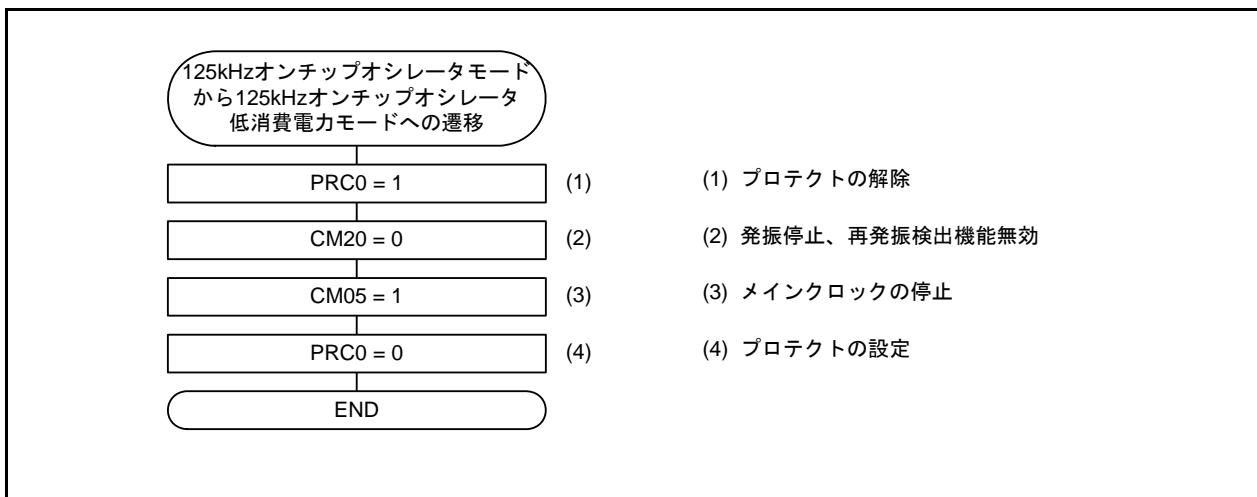 125kHzオンチップオシレータモード
から125kHzオンチップオシレータ
低消費電力モードへの遷移
PRC0 = 1 (1) (1) プロテクトの解除
CM20 = 0 (2) (2) 発振停止、再発振検出機能無効
CM05 = 1 (3) (3) メインクロックの停止
PRC0 = 0 (4) (4) プロテクトの設定
END